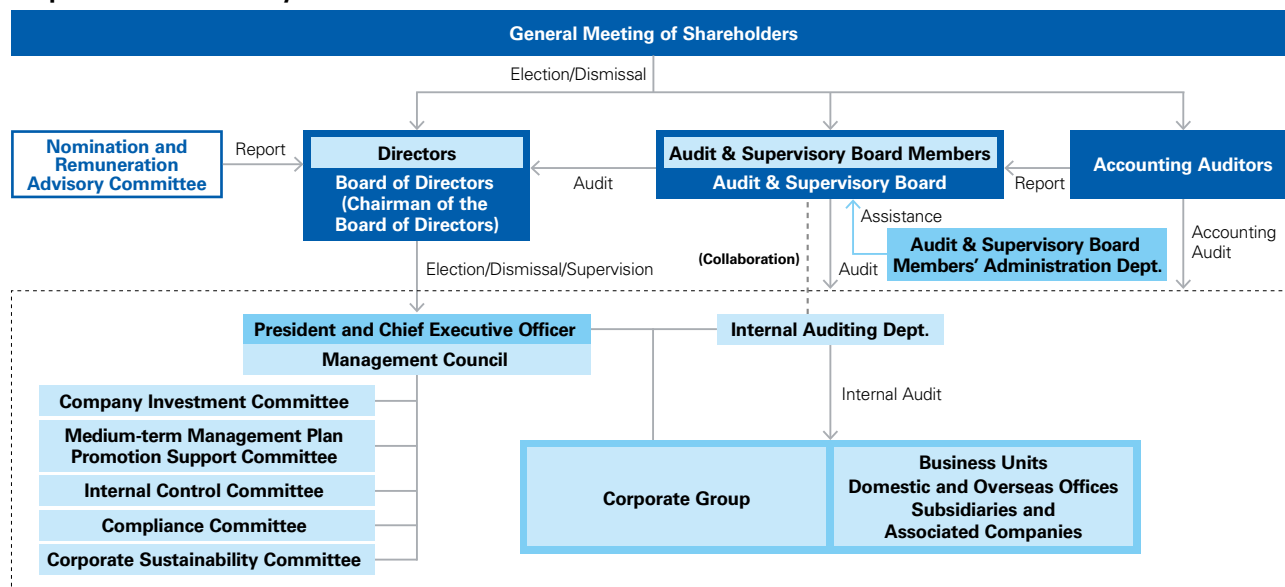 General Meeting of Shareholders
Election/Dismissal
Nomination and
Remuneration
Advisory Committee
Report
Directors
Board of Directors
(Chairman of the
Board of Directors)
Audit
Audit & Supervisory Board Members
Audit & Supervisory Board
Report
Accounting Auditors
Assistance
Audit & Supervisory Board
Members’ Administration Dept.
Accounting
Audit
(Collaboration)
Audit
Election/Dismissal/Supervision
President and Chief Executive Officer
Management Council
Internal Auditing Dept.
Internal Audit
Company Investment Committee
Medium-term Management Plan
Promotion Support Committee
Internal Control Committee
Compliance Committee
Corporate Sustainability Committee
Corporate Group
Business Units
Domestic and Overseas Offices
Subsidiaries and
Associated Companies